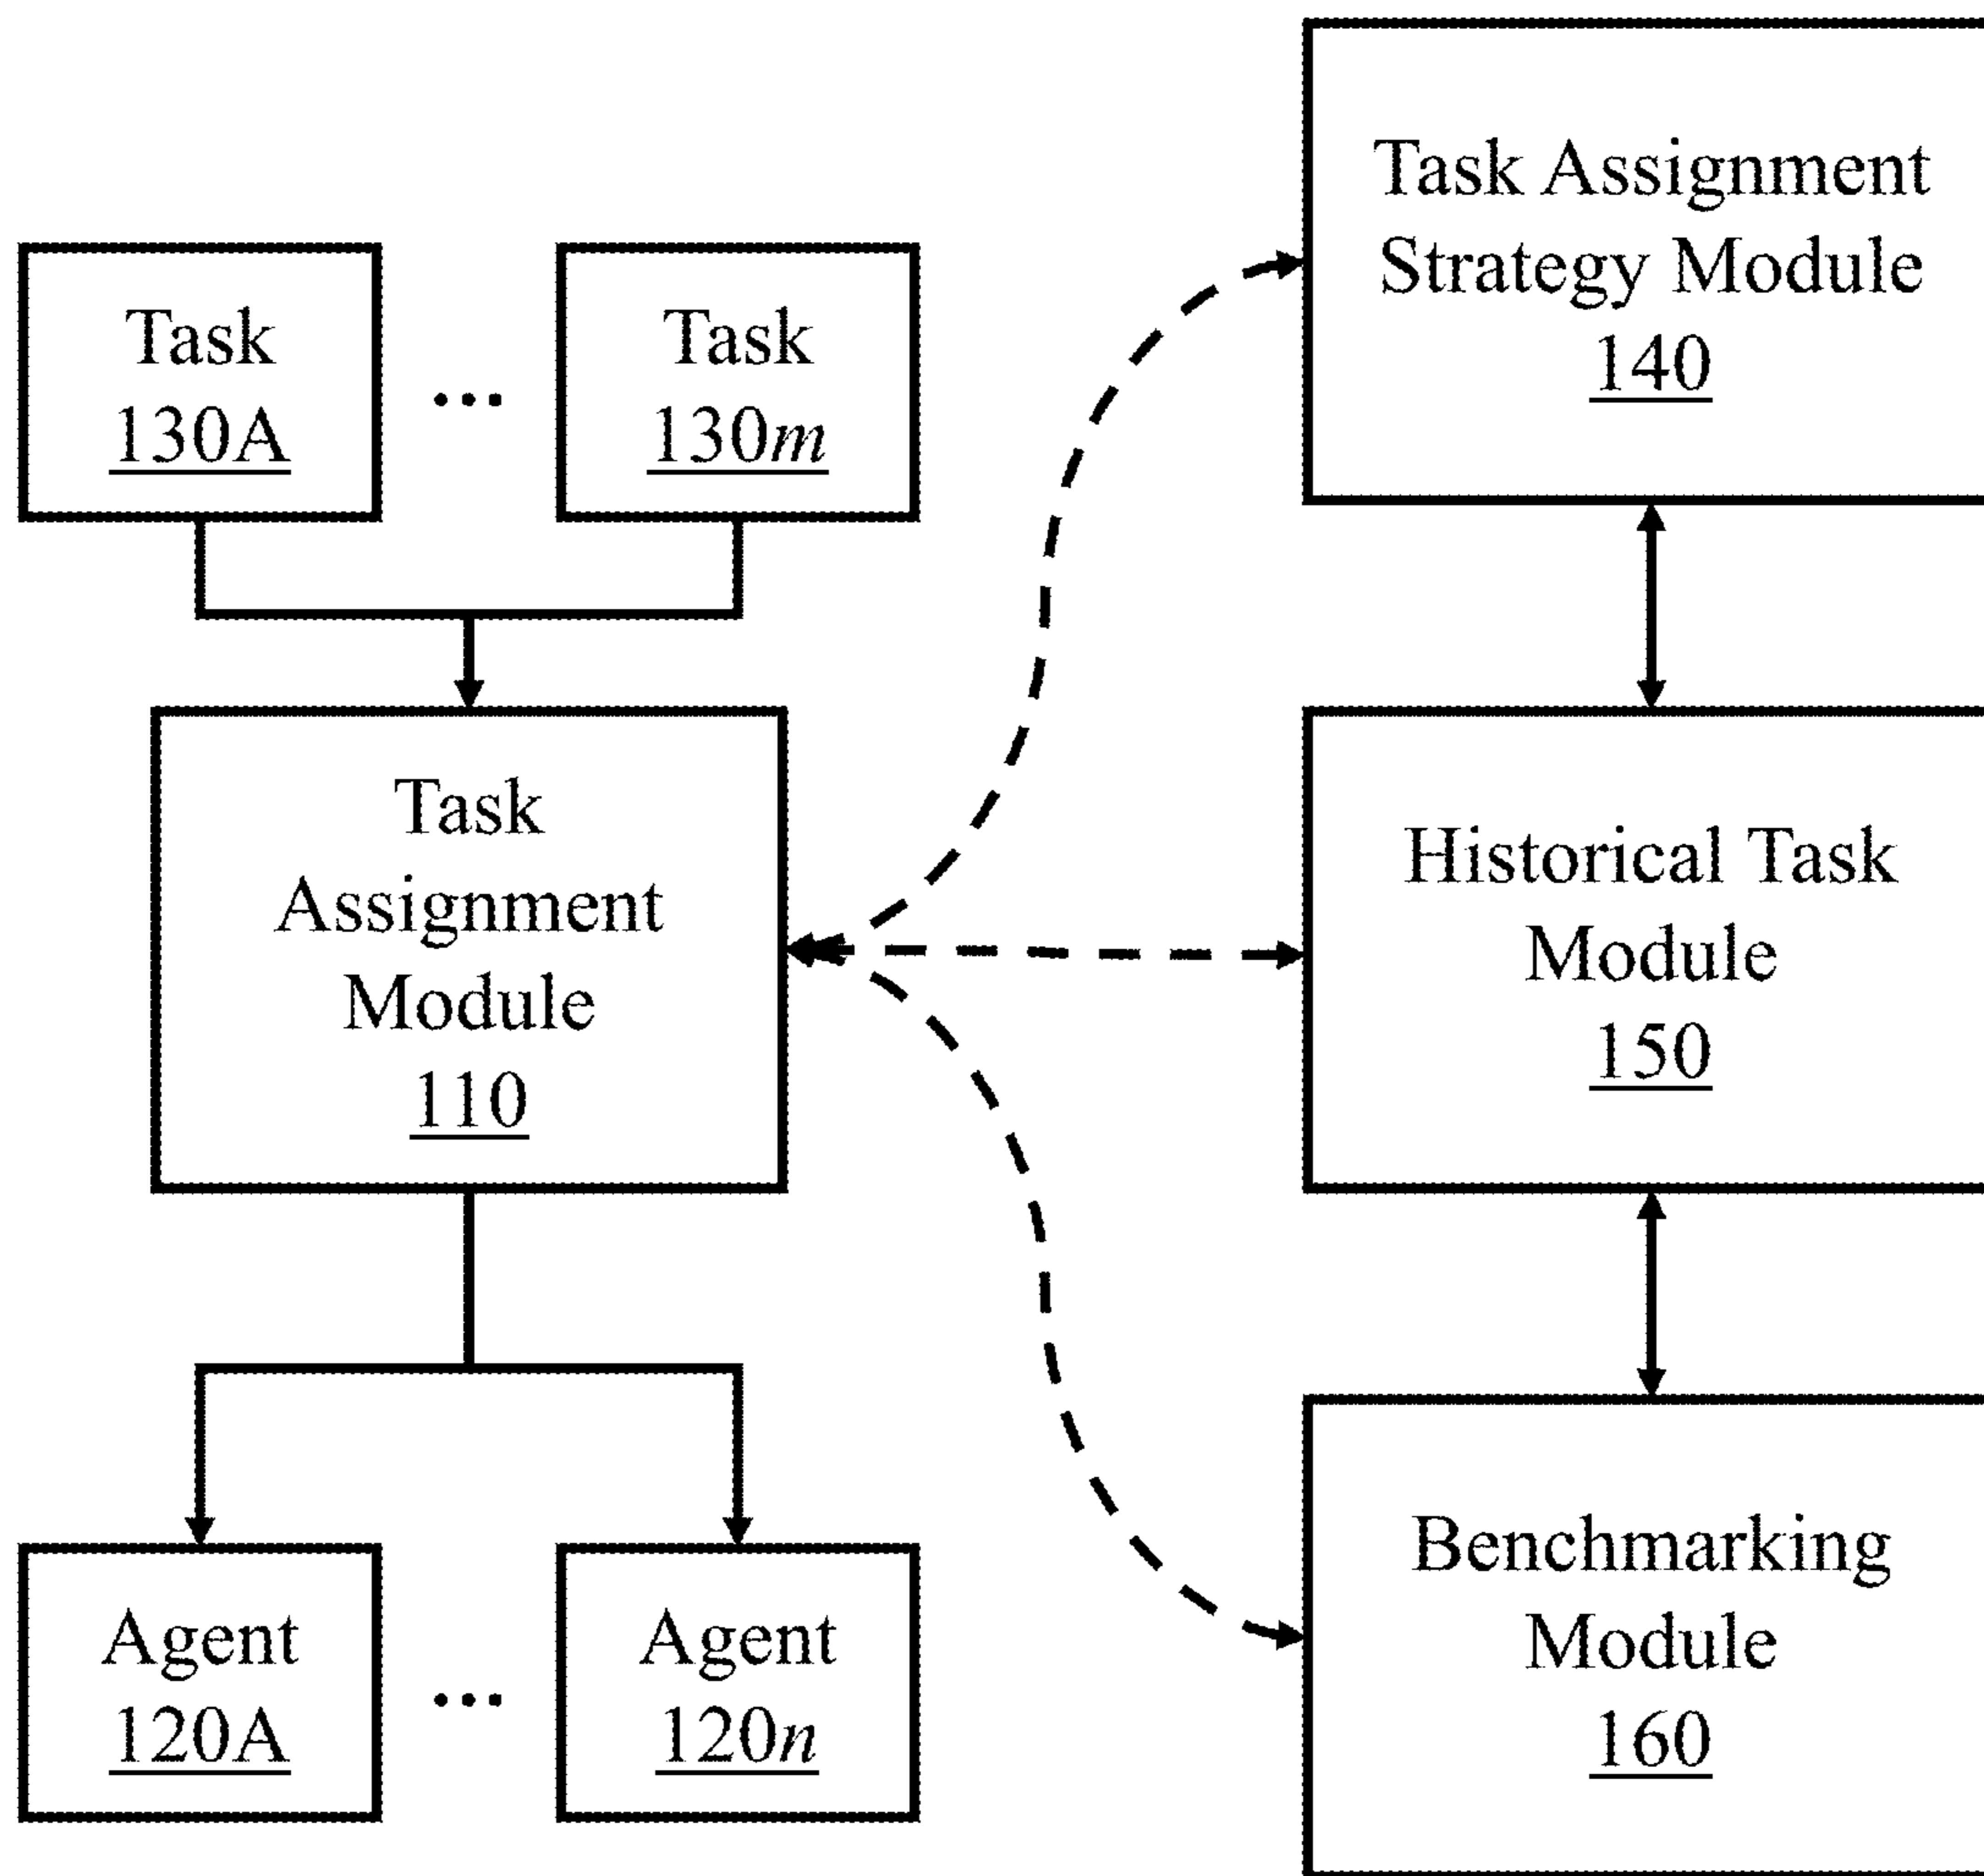 Task
130A
...
Task
130m
Task
Assignment
Module
110
Agent
120A
...
Agent
120n
Task Assignment
Strategy Module
140
Historical Task
Module
150
Benchmarking
Module
160